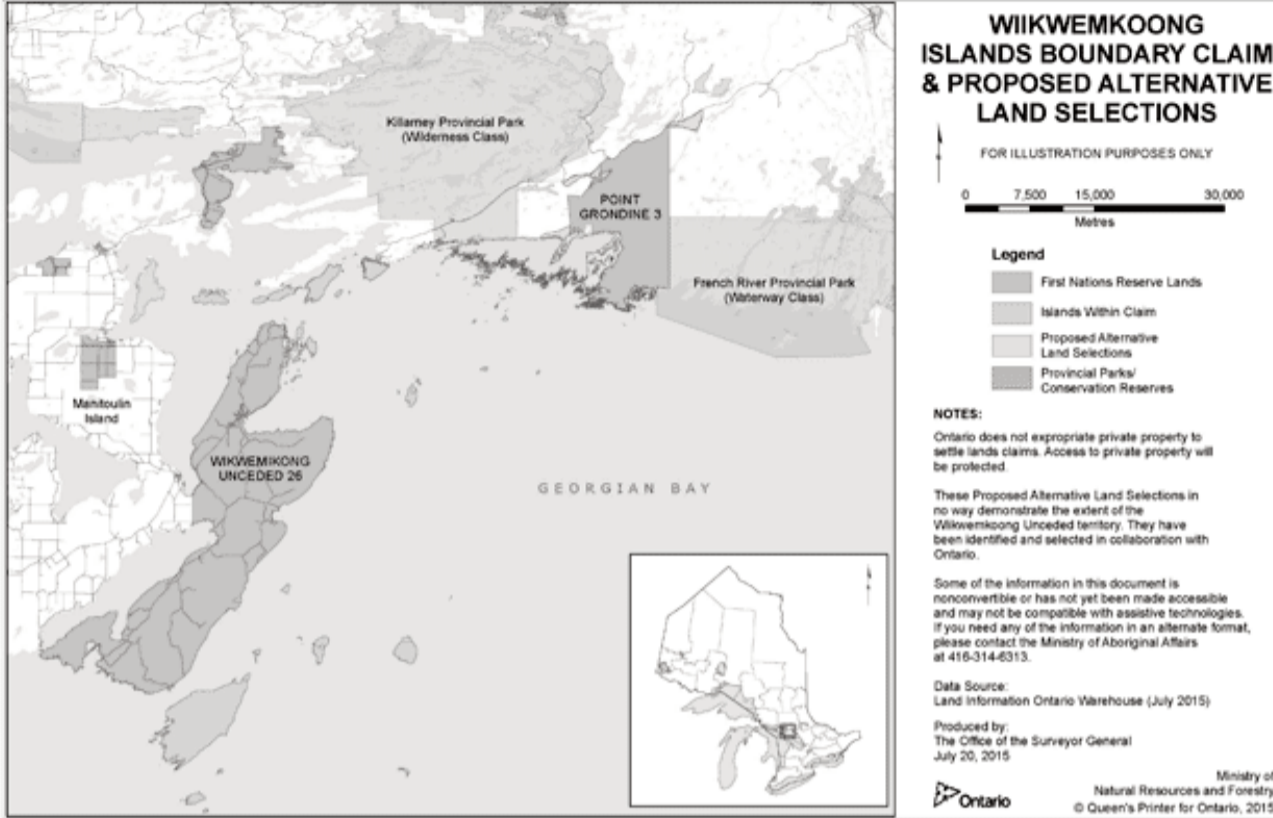 Killarney Provincial Park
(Wilderness Class)
POINT
GRONDINE 3
French River Provincial Park
(Waterway Class)
Manitoulin
Island
WIKWEMIKONG
UNCEDED 26
GEORGIAN BAY
WIIKWEMKOONG
ISLANDS BOUNDARY CLAIM
& PROPOSED ALTERNATIVE
LAND SELECTIONS
FOR ILLUSTRATION PURPOSES ONLY
0 7,500 15,000 30,000
Metres
Legend
First Nations Reserve Lands
Islands Within Claim
Proposed Alternative
Land Selections
Provincial Parks/
Conservation Reserves
NOTES:
Ontario does not expropriate private property to
settle lands claims. Access to private property will
be protected.
These Proposed Alternative Land Selections in
no way demonstrate the extent of the
Wiikwemkoong Unceded territory. They have
been identified and selected in collaboration with
Ontario.
Some of the information in this document is
nonconvertible or has not yet been made accessible
and may not be compatible with assistive technologies.
If you need any of the information in an alternate format,
please contact the Ministry of Aboriginal Affairs
at 416-314-6313.
Data Source:
Land Information Ontario Warehouse (July 2015)
Produced by:
The Office of the Surveyor General
July 20, 2015
Ontario
Ministry of
Natural Resources and Forestry
© Queen's Printer for Ontario, 2015